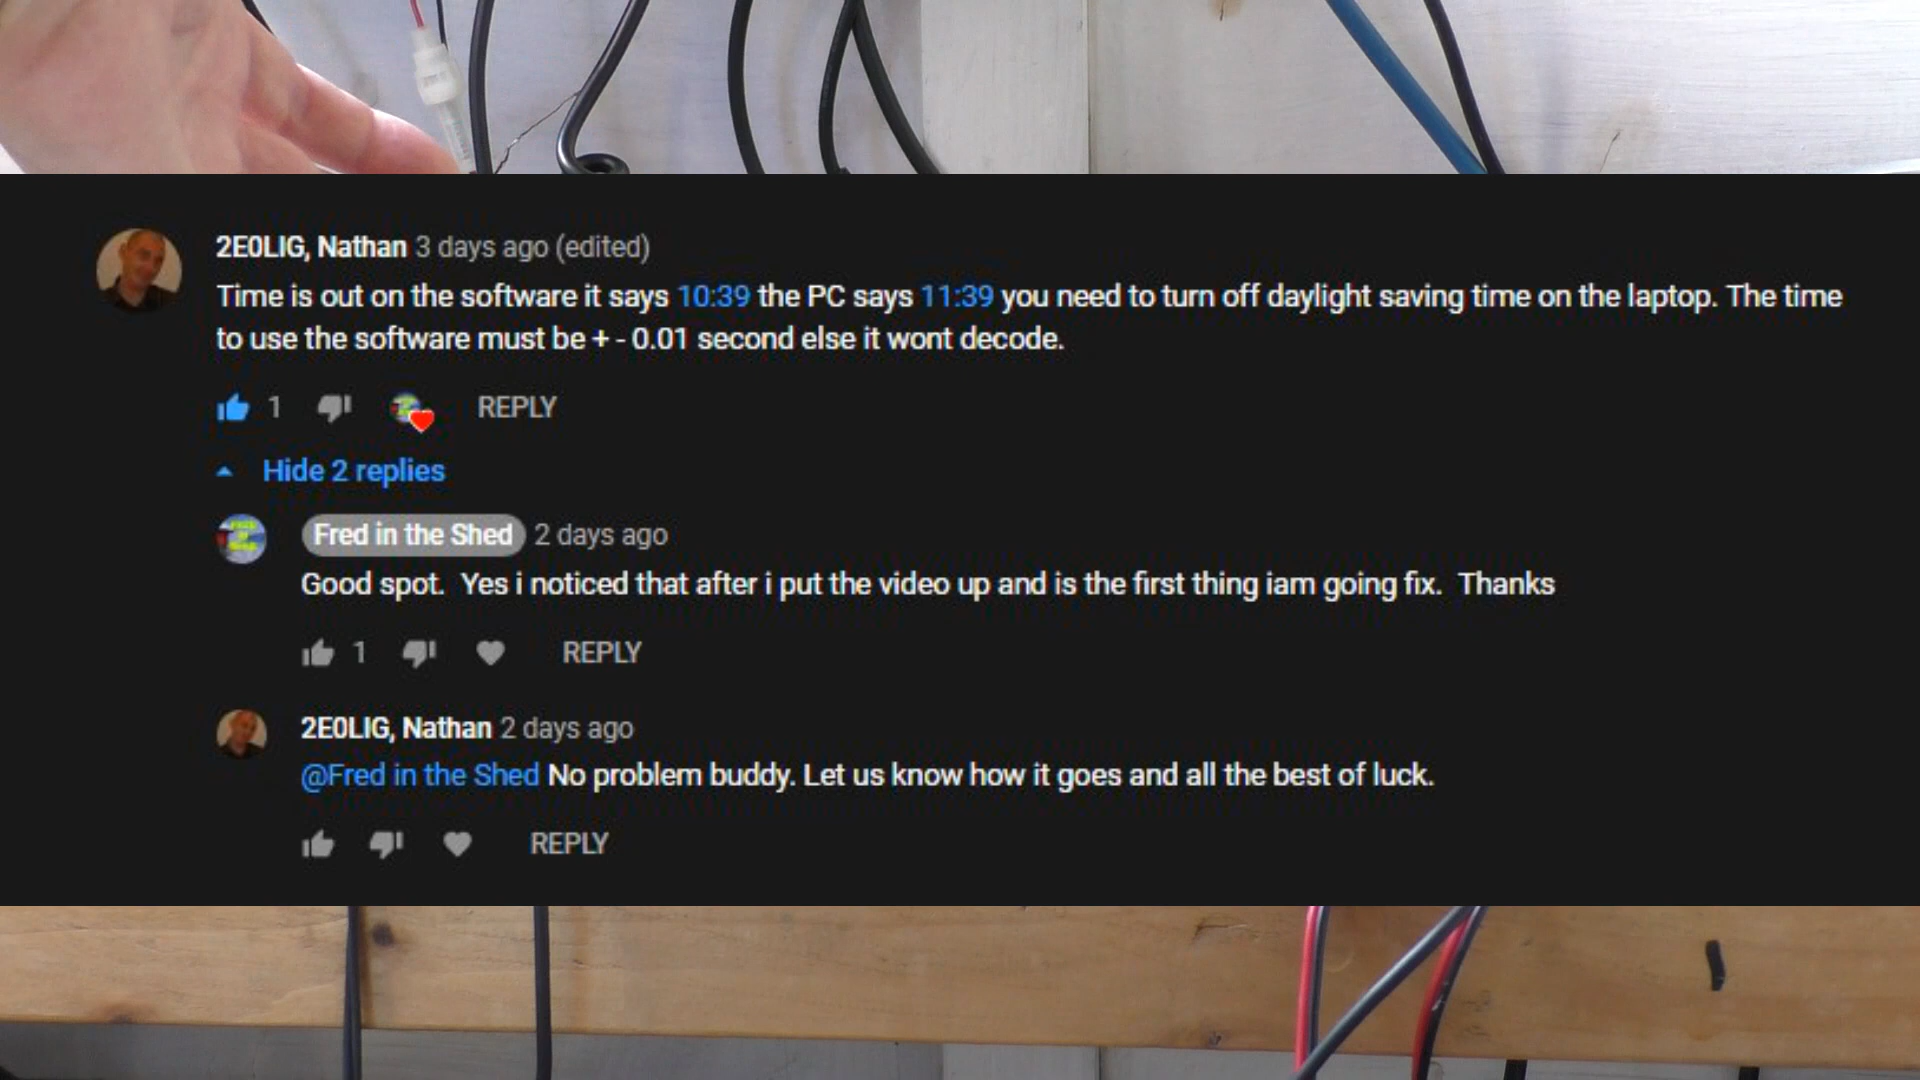 2E0LIG, Nathan 3 days ago (edited)
Time is out on the software it says 10:39 the PC says 11:39 you need to turn off daylight saving time on the laptop. The time
to use the software must be + - 0.01 second else it wont decode.
1 REPLY
Hide 2 replies
Fred in the Shed 2 days ago
Good spot.  Yes i noticed that after i put the video up and is the first thing iam going fix.  Thanks
1 REPLY
2E0LIG, Nathan 2 days ago
@Fred in the Shed No problem buddy. Let us know how it goes and all the best of luck.
REPLY